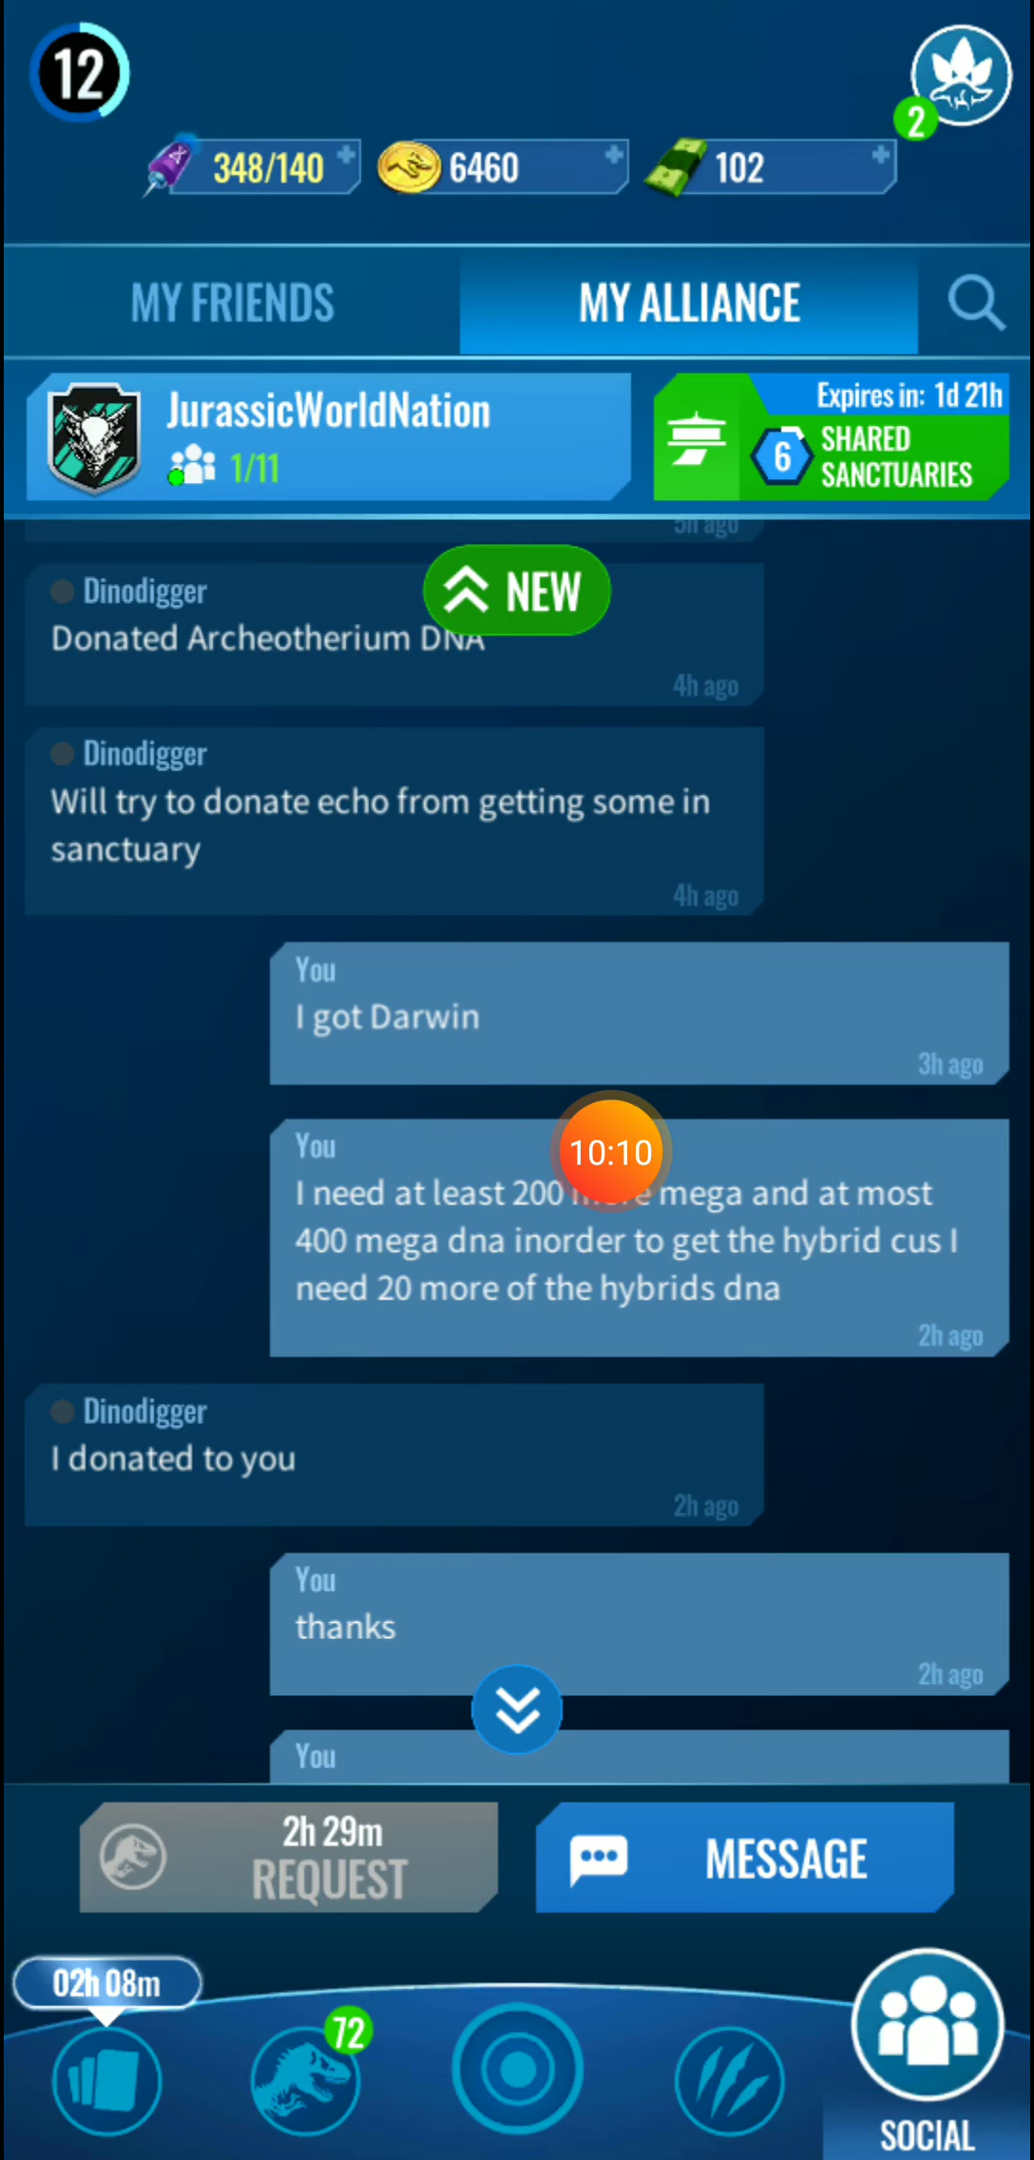 12
2
348/140
6460
102
MY FRIENDS
MY ALLIANCE
JurassicWorldNation
1/11
Expires in: 1d 21h
6
SHARED
SANCTUARIES
5h ago
NEW
Dinodigger
Donated Archeotherium DNA
4h ago
Dinodigger
Will try to donate echo from getting some in
sanctuary
4h ago
You
I got Darwin
3h ago
10:10
You
I need at least 200 mega and at most
400 mega dna inorder to get the hybrid cus I
need 20 more of the hybrids dna
2h ago
Dinodigger
I donated to you
2h ago
You
thanks
2h ago
You
2h 29m
REQUEST
MESSAGE
02h 08m
72
SOCIAL